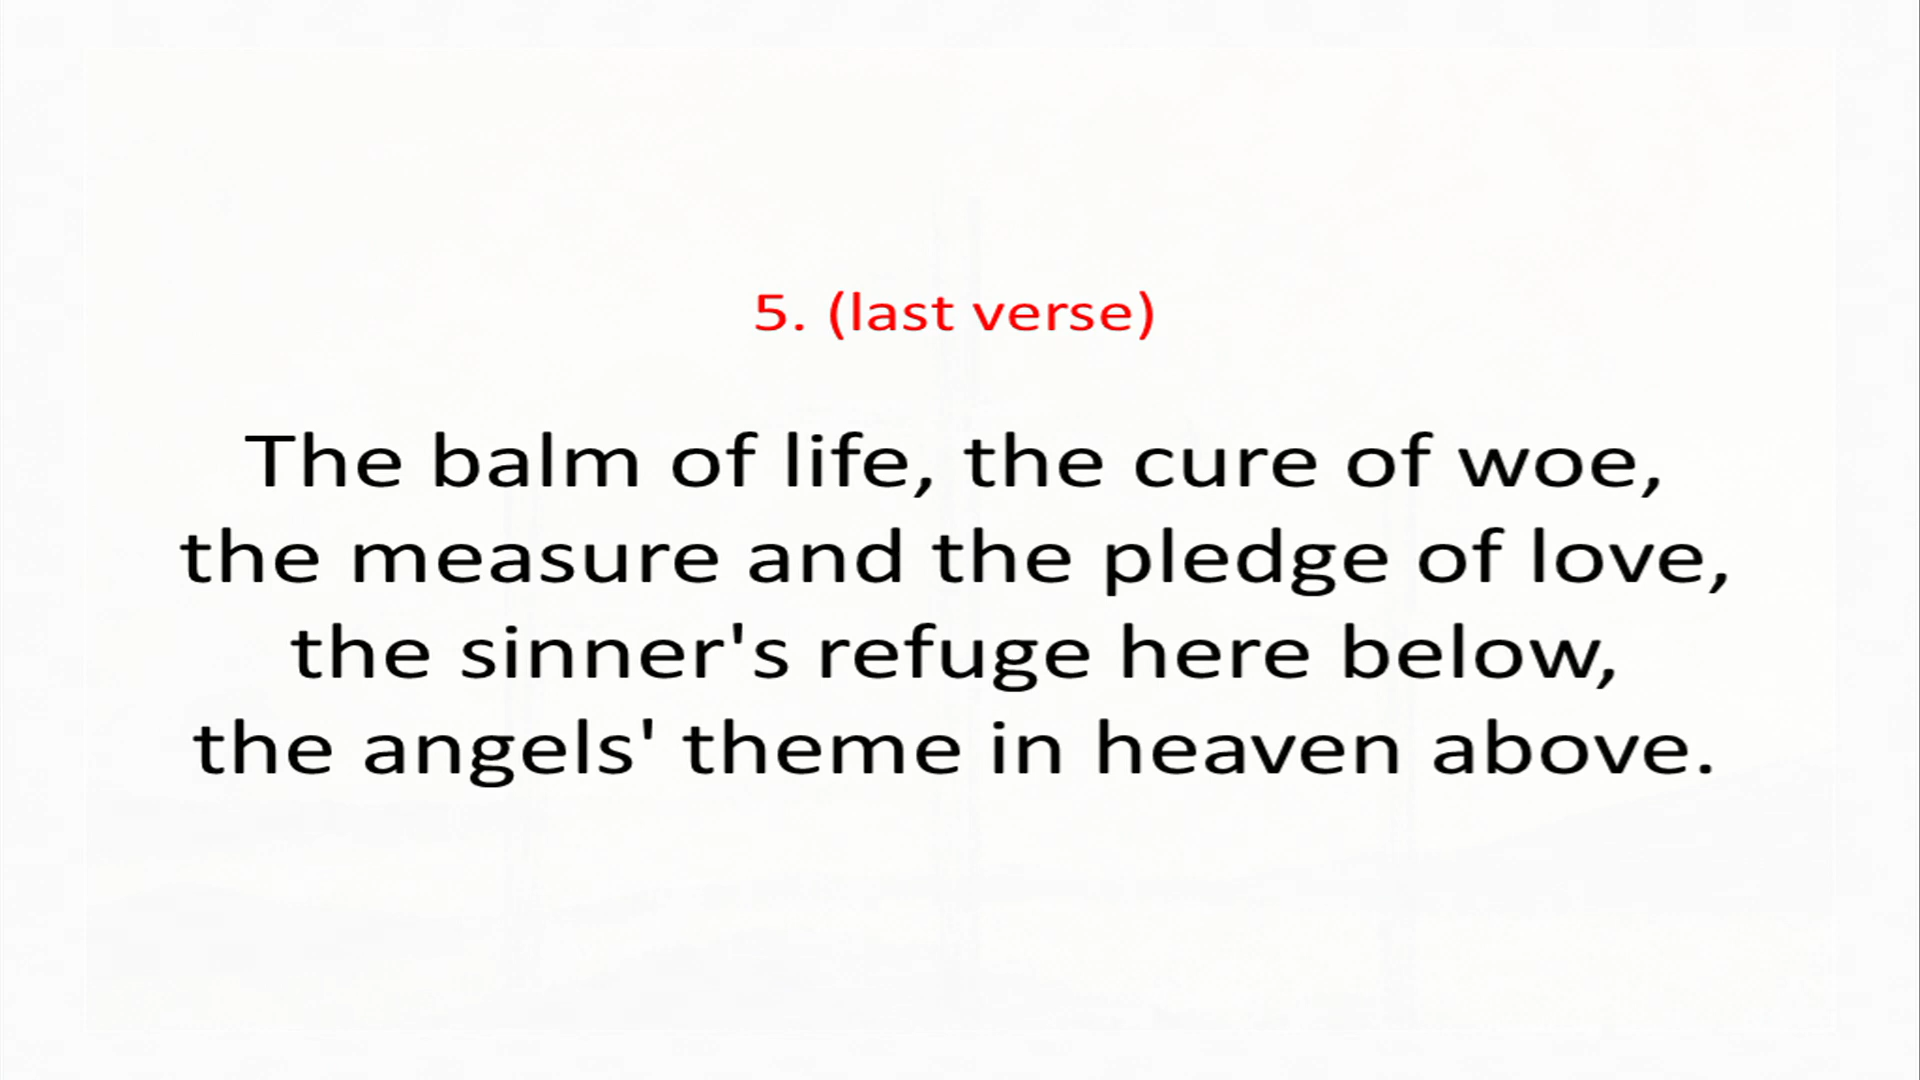 5. (last verse)
The balm of life, the cure of woe,
the measure and the pledge of love,
the sinner's refuge here below,
the angels' theme in heaven above.